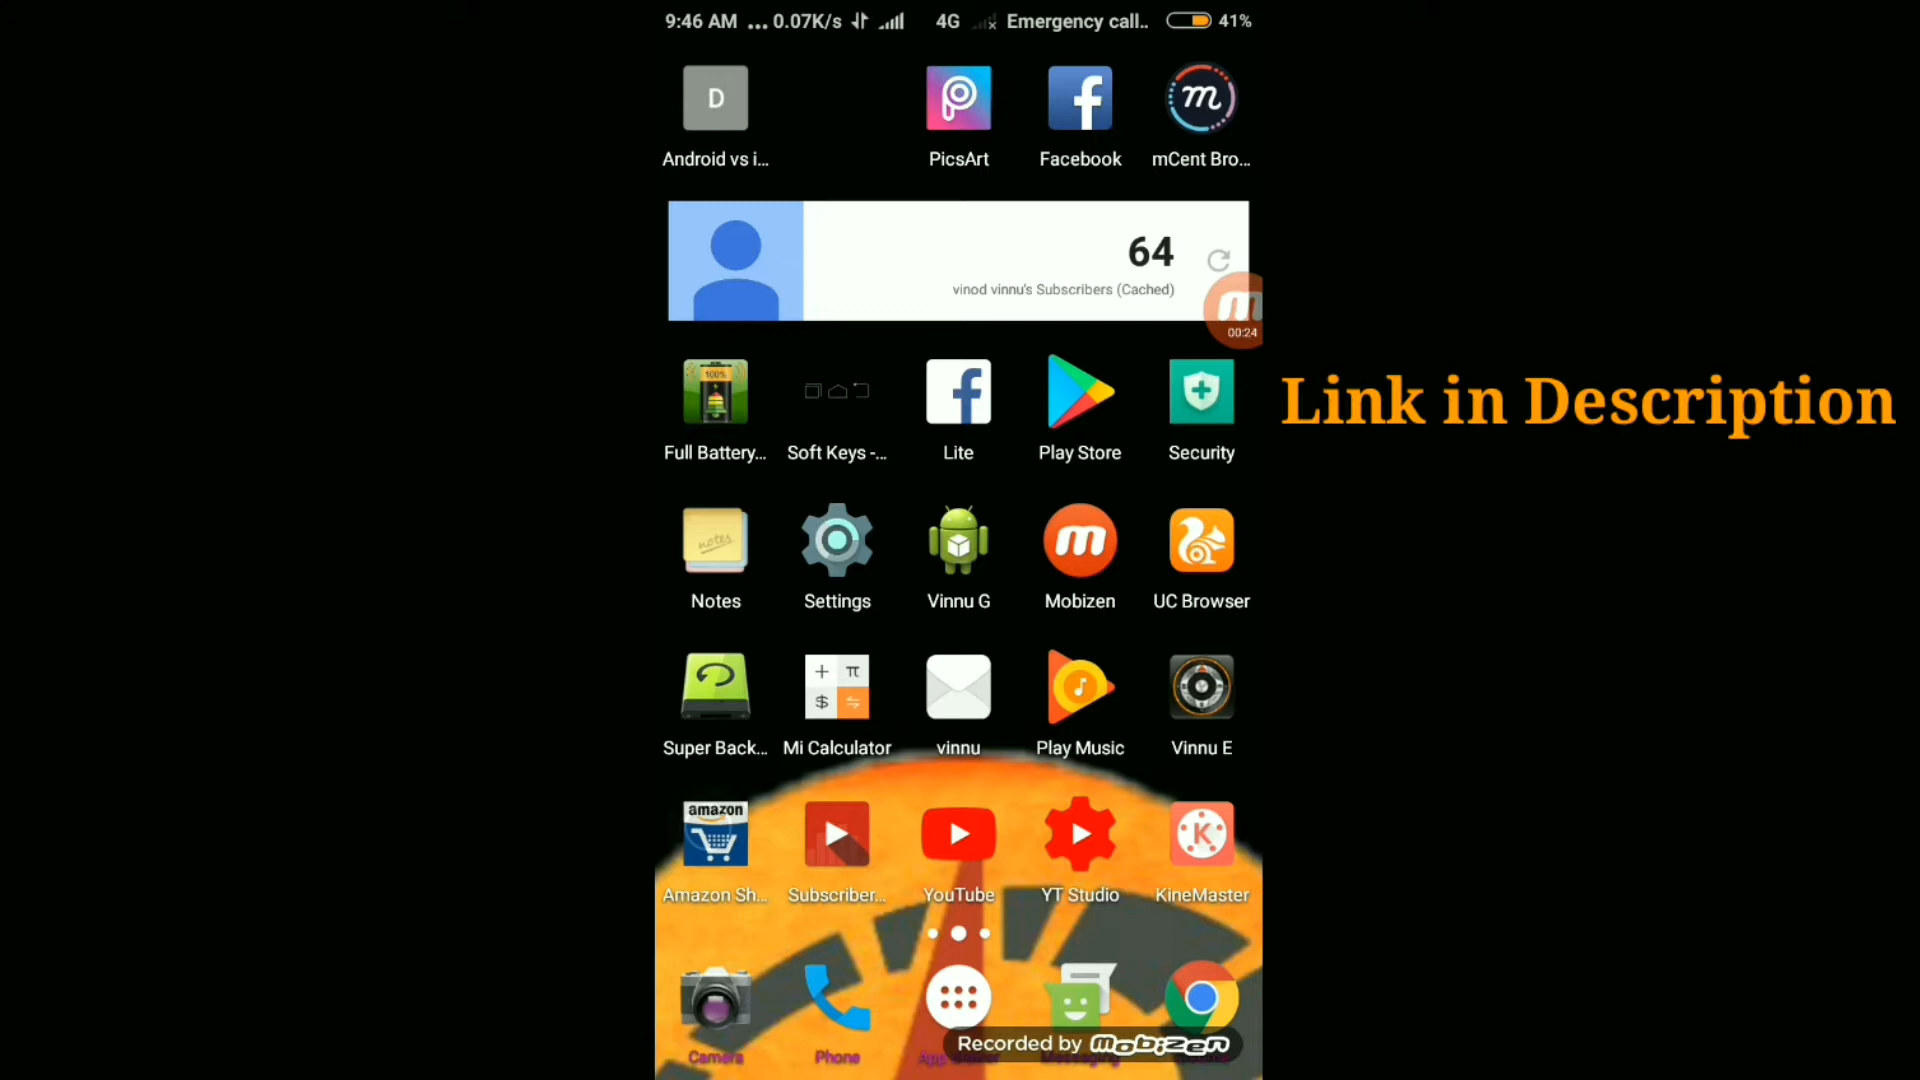 9:46 AM ... 0.07K/s 4G Emergency call.. 41%
D
Android vs i... PicsArt Facebook mCent Bro...
64
vinod vinnu's Subscribers (Cached)
00:24
100%
Full Battery... Soft Keys -... Lite Play Store Security
Link in Description
notes
Notes Settings Vinnu G Mobizen UC Browser
+ π
$
Super Back... Mi Calculator vinnu Play Music Vinnu E
amazon
K
Amazon Sh... Subscriber... YouTube YT Studio KineMaster
Recorded by Mobizen
Camera Phone